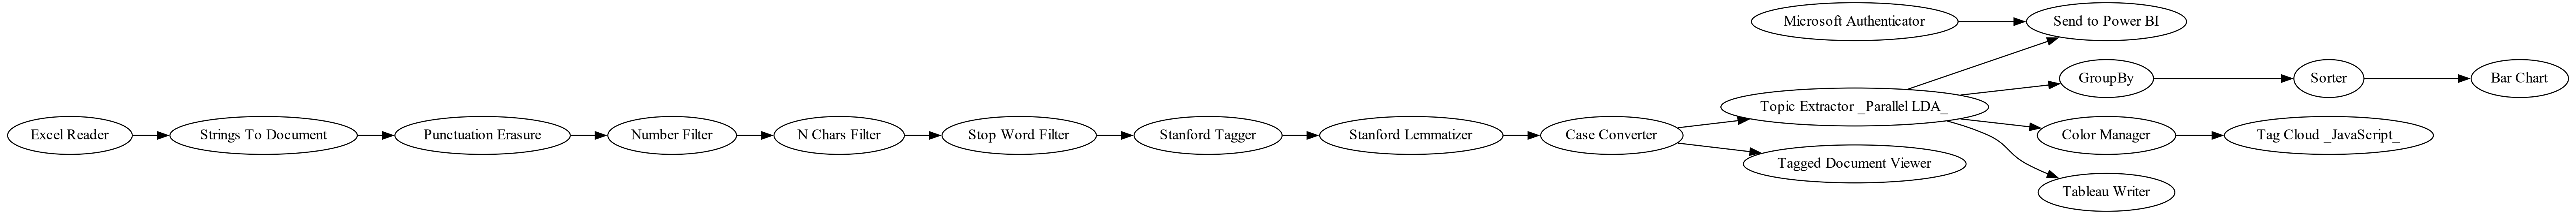 Excel Reader
Strings To Document
Punctuation Erasure
Number Filter
N Chars Filter
Stop Word Filter
Stanford Tagger
Stanford Lemmatizer
Case Converter
Topic Extractor _Parallel LDA_
Tagged Document Viewer
Microsoft Authenticator
Send to Power BI
GroupBy
Sorter
Bar Chart
Color Manager
Tag Cloud _JavaScript_
Tableau Writer